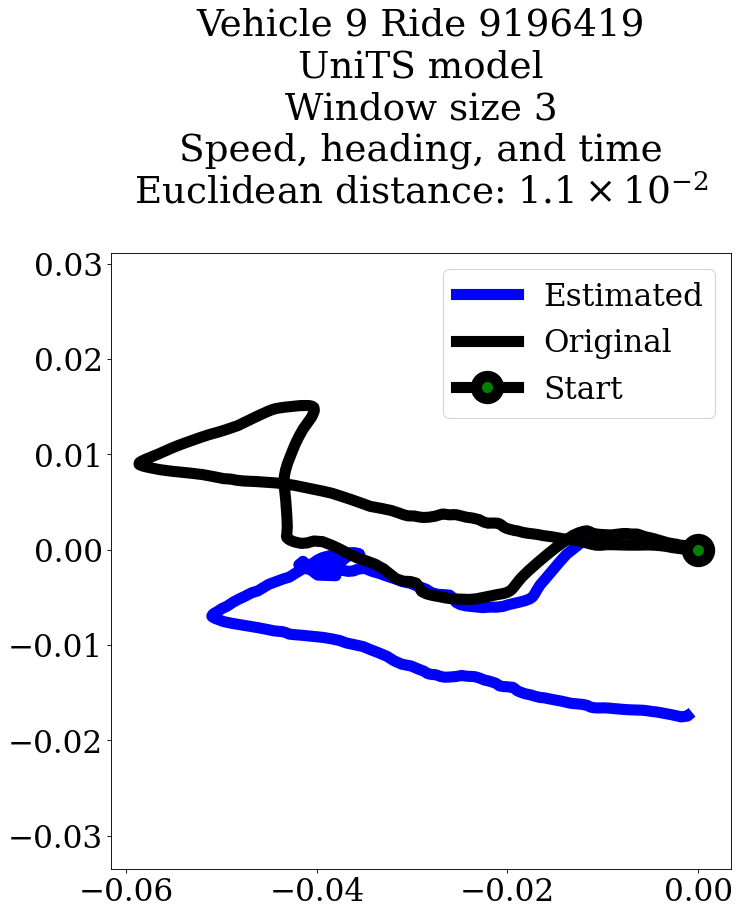 Vehicle 9 Ride 9196419
UniTS model
Window size 3
Speed, heading, and time
Euclidean distance: 1.1 × 10⁻²
Estimated
Original
Start
0.03
0.02
0.01
0.00
−0.01
−0.02
−0.03
−0.06
−0.04
−0.02
0.00